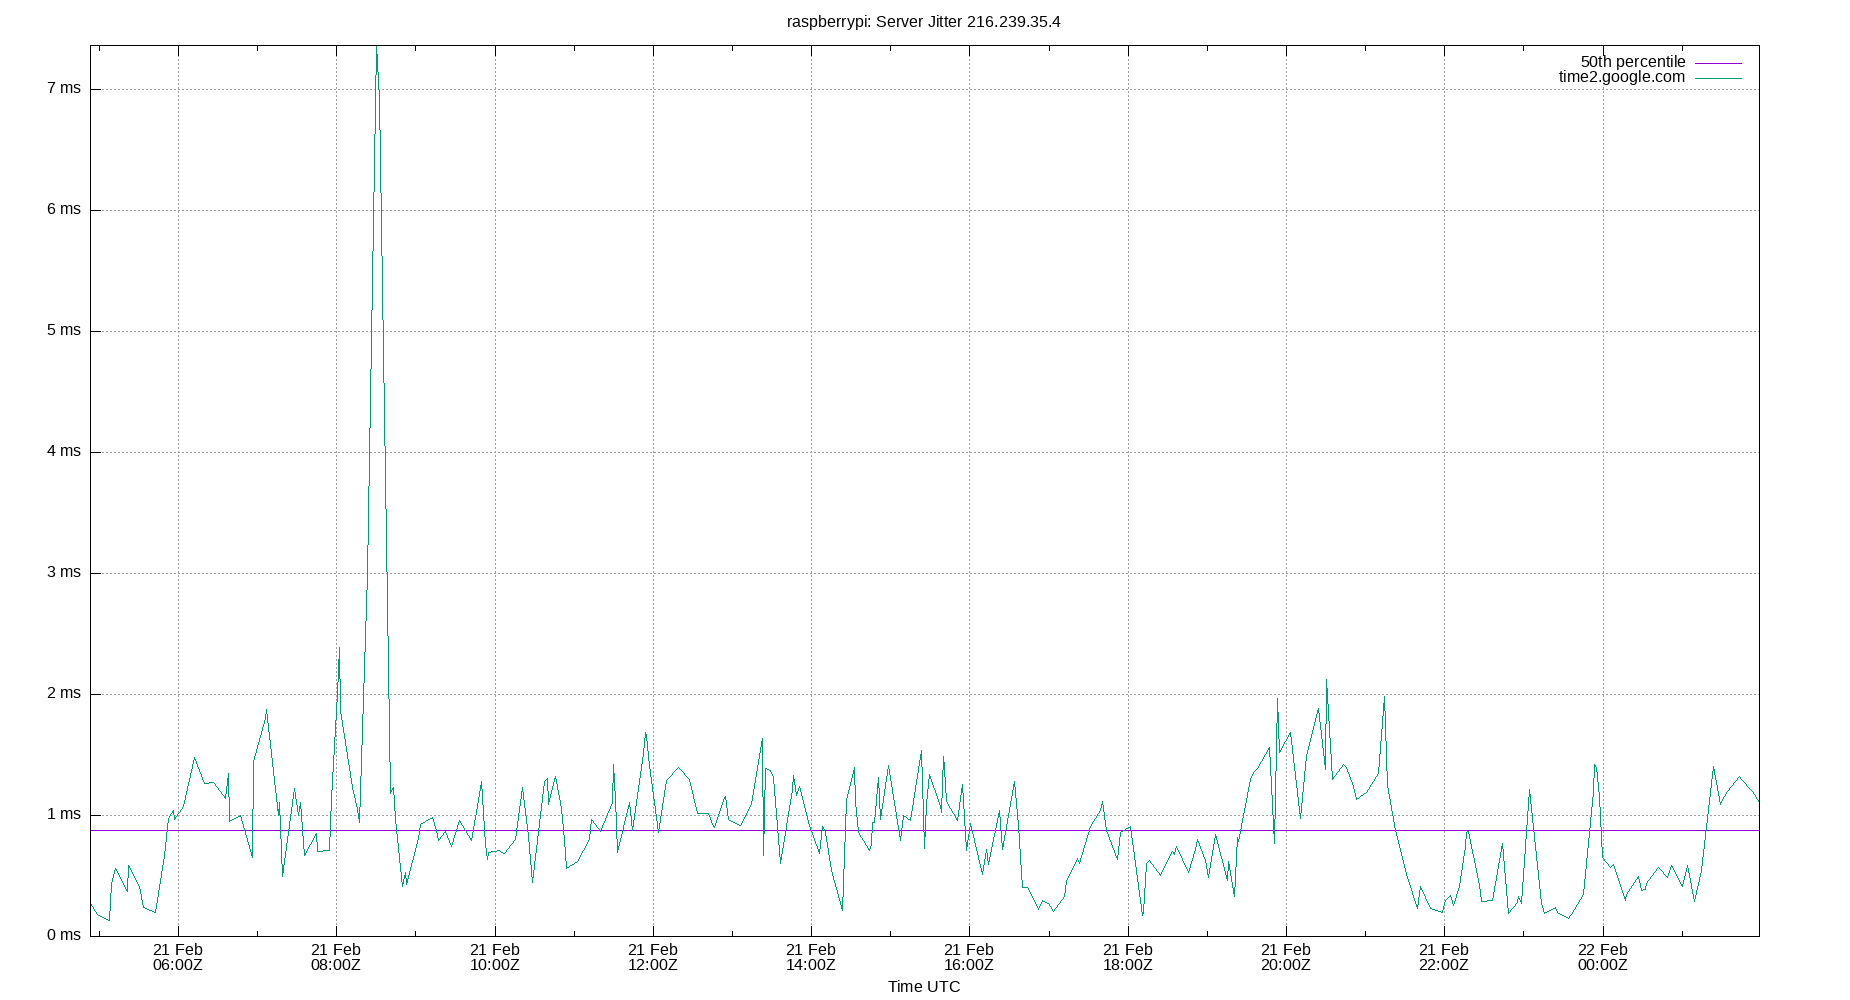 raspberrypi: Server Jitter 216.239.35.4
50th percentile
time2.google.com
7 ms
6 ms
5 ms
4 ms
3 ms
2 ms
1 ms
0 ms
21 Feb 21 Feb 21 Feb 21 Feb 21 Feb 21 Feb 21 Feb 21 Feb 21 Feb 22 Feb
06:00Z 08:00Z 10:00Z 12:00Z 14:00Z 16:00Z 18:00Z 20:00Z 22:00Z 00:00Z
Time UTC